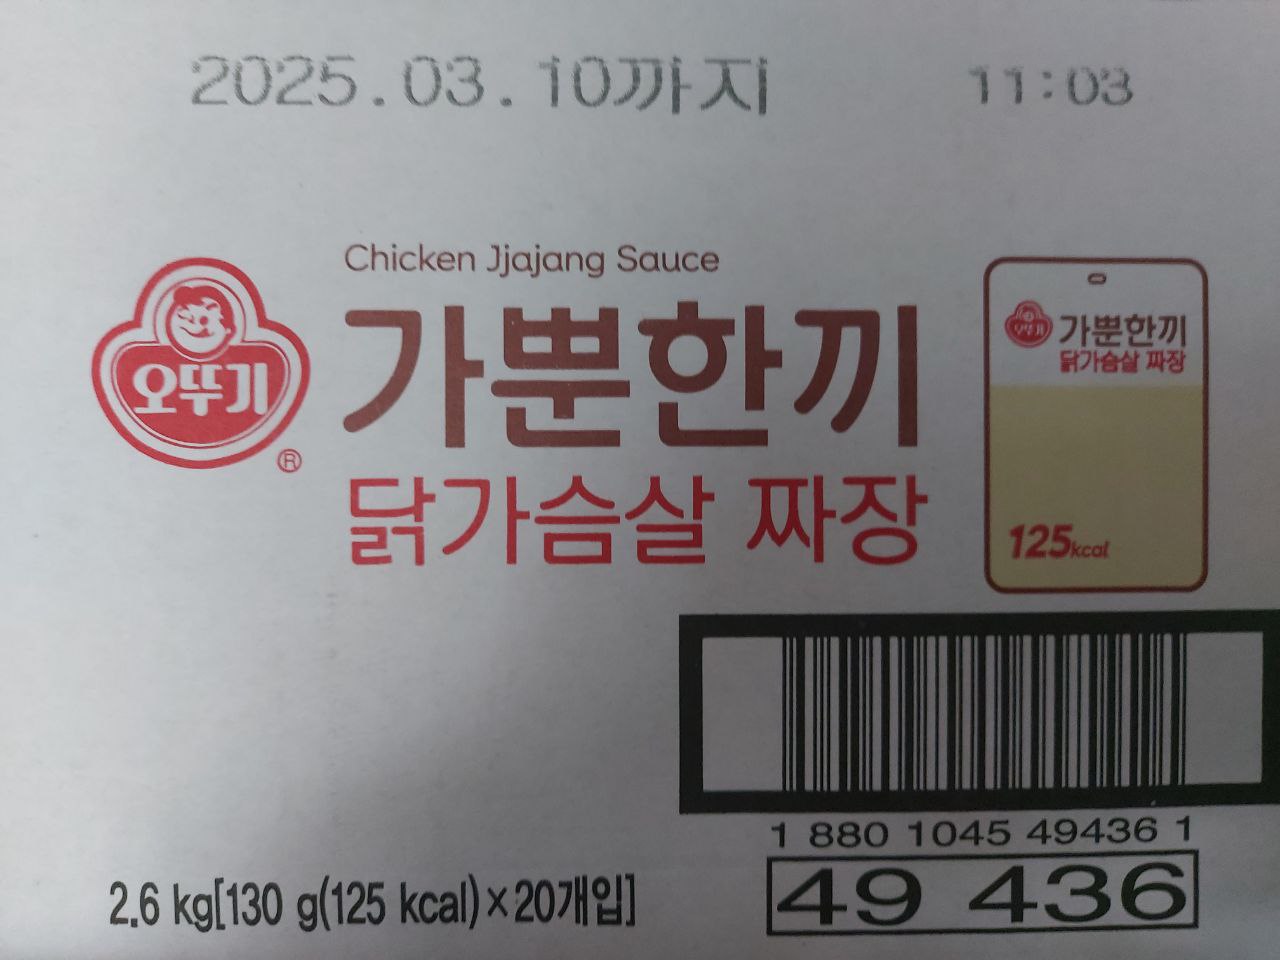 2025.03.10까지 11:03
Chicken Jjajang Sauce
오뚜기
®
가뿐한끼
닭가슴살 짜장
오뚜기
가뿐한끼
닭가슴살 짜장
125kcal
1 880 1045 49436 1
49 436
2.6 kg[130 g(125 kcal)×20개입]